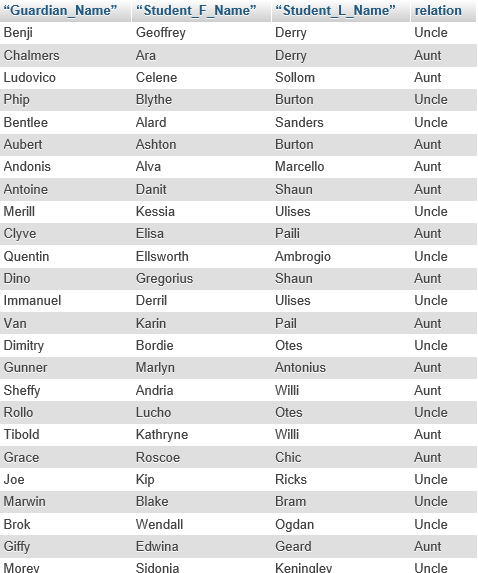 “Guardian_Name” “Student_F_Name” “Student_L_Name” relation
Benji Geoffrey Derry Uncle
Chalmers Ara Derry Aunt
Ludovico Celene Sollom Aunt
Phip Blythe Burton Uncle
Bentlee Alard Sanders Uncle
Aubert Ashton Burton Aunt
Andonis Alva Marcello Aunt
Antoine Danit Shaun Aunt
Merill Kessia Ulises Uncle
Clyve Elisa Paili Aunt
Quentin Ellsworth Ambrogio Uncle
Dino Gregorius Shaun Aunt
Immanuel Derril Ulises Uncle
Van Karin Pail Aunt
Dimitry Bordie Otes Uncle
Gunner Marlyn Antonius Aunt
Sheffy Andria Willi Aunt
Rollo Lucho Otes Uncle
Tibold Kathryne Willi Aunt
Grace Roscoe Chic Aunt
Joe Kip Ricks Uncle
Marwin Blake Bram Uncle
Brok Wendall Ogdan Uncle
Giffy Edwina Geard Aunt
Morey Sidonia Keningley Uncle